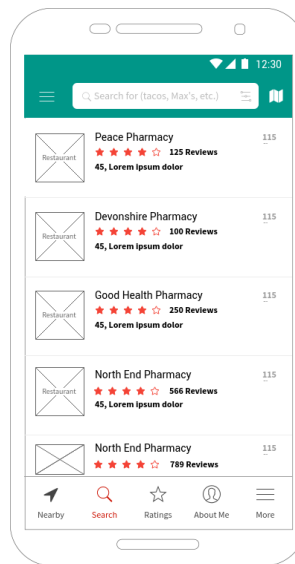 12:30
Search for (tacos, Max's, etc.)
Restaurant
Peace Pharmacy
115
125 Reviews
45, Lorem ipsum dolor
Restaurant
Devonshire Pharmacy
115
100 Reviews
45, Lorem ipsum dolor
Restaurant
Good Health Pharmacy
115
250 Reviews
45, Lorem ipsum dolor
Restaurant
North End Pharmacy
115
566 Reviews
45, Lorem ipsum dolor
North End Pharmacy
115
789 Reviews
Nearby Search Ratings About Me More